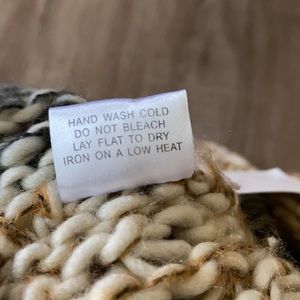 HAND WASH COLD
DO NOT BLEACH
LAY FLAT TO DRY
IRON ON A LOW HEAT